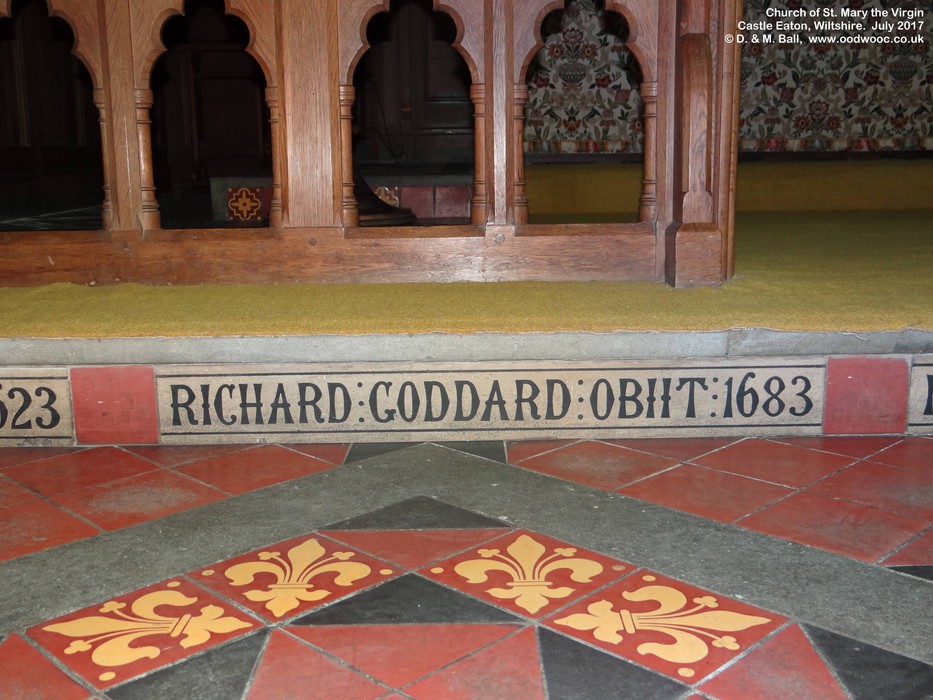 Church of St. Mary the Virgin
Castle Eaton, Wiltshire. July 2017
© D. & M. Ball, www.oodwooc.co.uk
623 RICHARD:GODDARD:OBIIT:1683